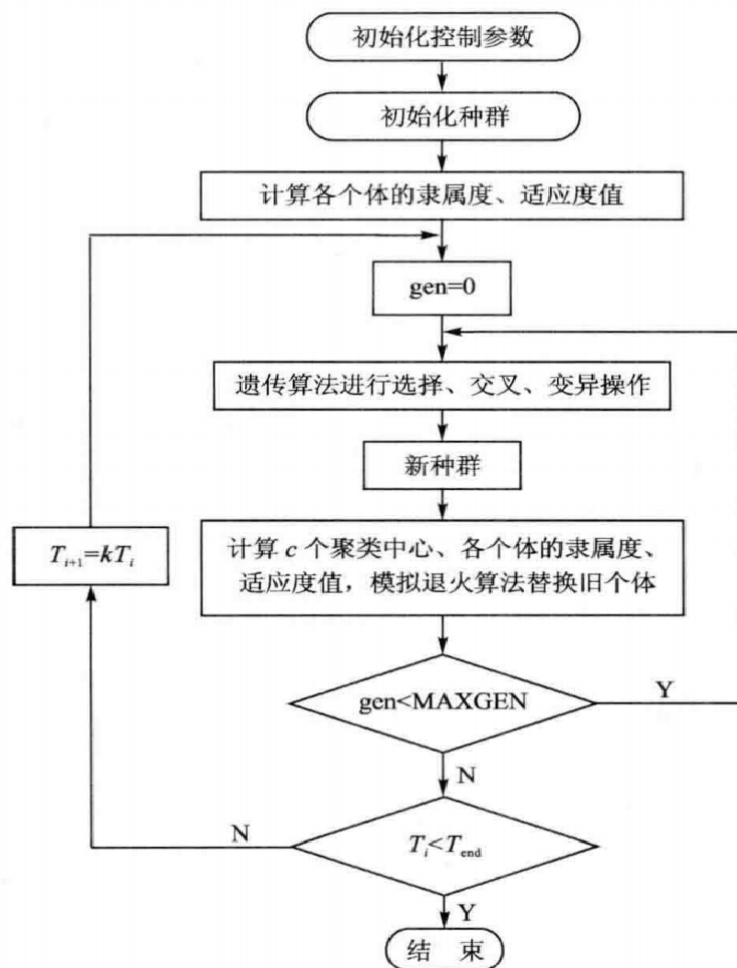 初始化控制参数
初始化种群
计算各个体的隶属度、适应度值
gen=0
遗传算法进行选择、交叉、变异操作
新种群
计算 c 个聚类中心、各个体的隶属度、
适应度值，模拟退火算法替换旧个体
Tᵢ₊₁=kTᵢ
gen<MAXGEN
Y
N
Tᵢ<Tend
N
Y
结 束